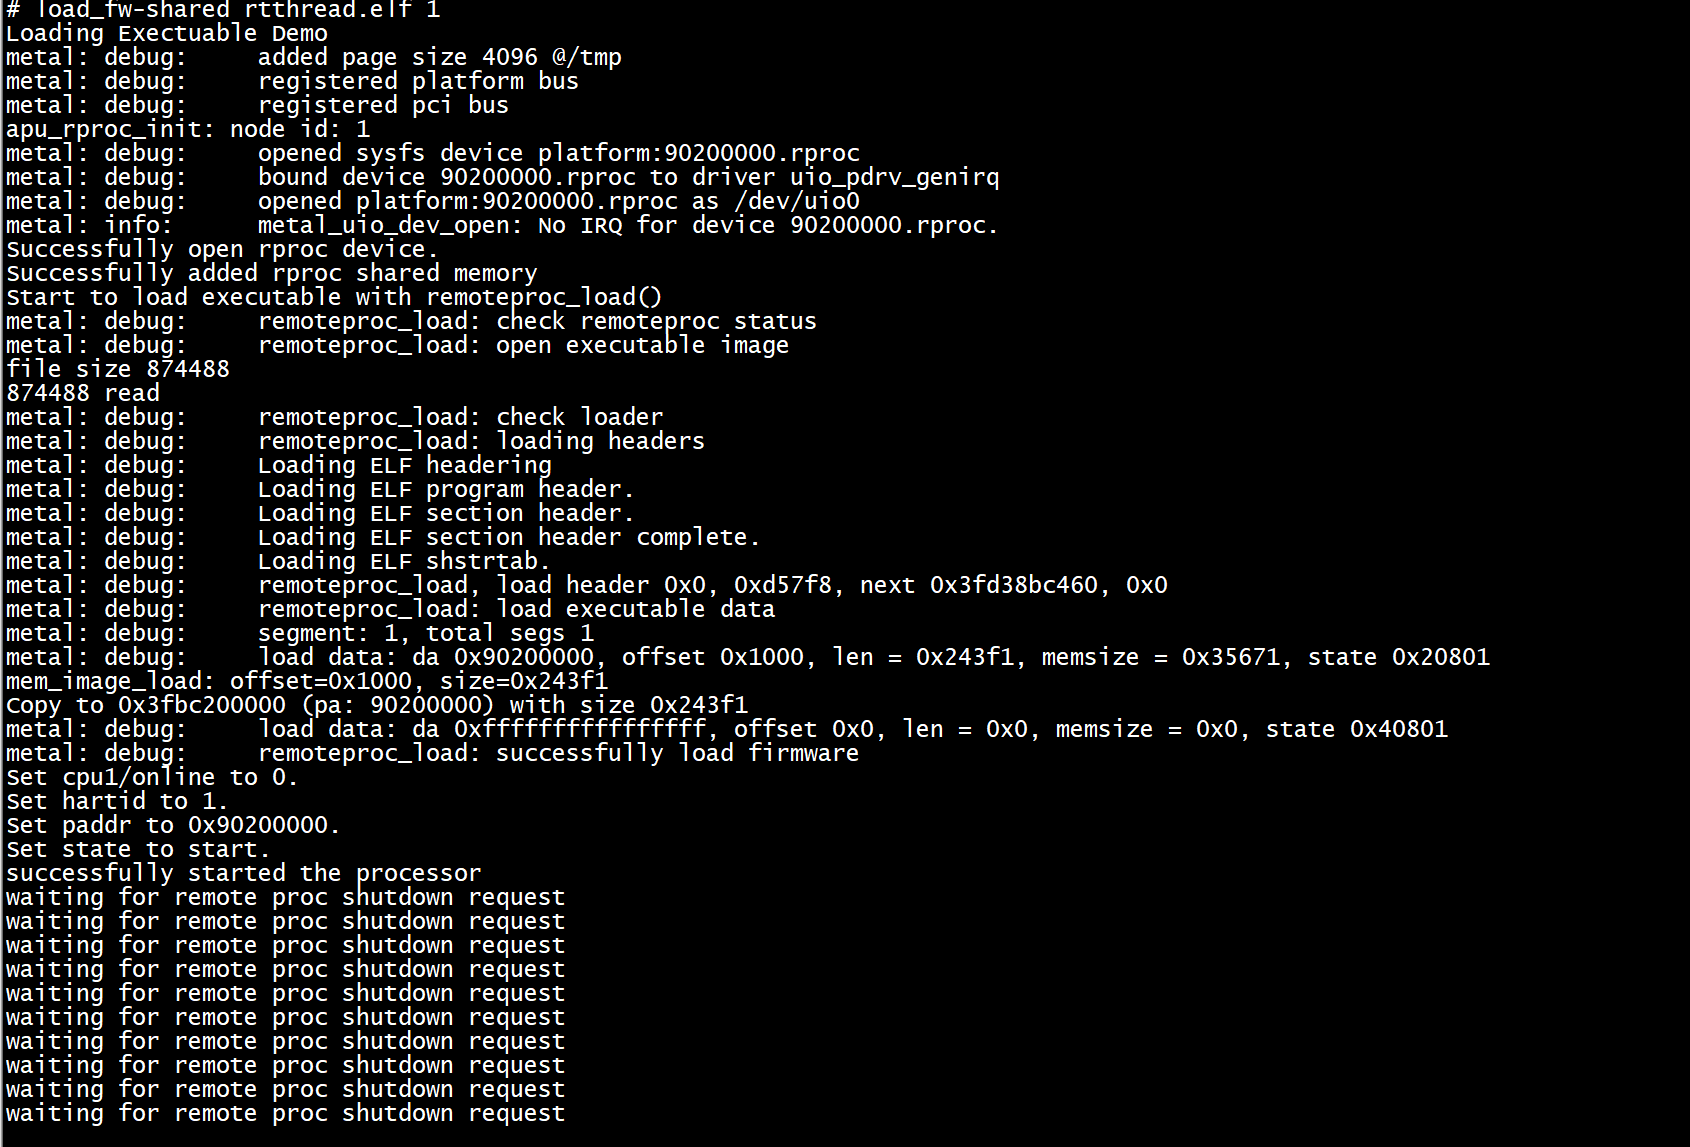 # load_fw-shared rtthread.elf 1
Loading Exectuable Demo
metal: debug:     added page size 4096 @/tmp
metal: debug:     registered platform bus
metal: debug:     registered pci bus
apu_rproc_init: node id: 1
metal: debug:     opened sysfs device platform:90200000.rproc
metal: debug:     bound device 90200000.rproc to driver uio_pdrv_genirq
metal: debug:     opened platform:90200000.rproc as /dev/uio0
metal: info:      metal_uio_dev_open: No IRQ for device 90200000.rproc.
Successfully open rproc device.
Successfully added rproc shared memory
Start to load executable with remoteproc_load()
metal: debug:     remoteproc_load: check remoteproc status
metal: debug:     remoteproc_load: open executable image
file size 874488
874488 read
metal: debug:     remoteproc_load: check loader
metal: debug:     remoteproc_load: loading headers
metal: debug:     Loading ELF headering
metal: debug:     Loading ELF program header.
metal: debug:     Loading ELF section header.
metal: debug:     Loading ELF section header complete.
metal: debug:     Loading ELF shstrtab.
metal: debug:     remoteproc_load, load header 0x0, 0xd57f8, next 0x3fd38bc460, 0x0
metal: debug:     remoteproc_load: load executable data
metal: debug:     segment: 1, total segs 1
metal: debug:     load data: da 0x90200000, offset 0x1000, len = 0x243f1, memsize = 0x35671, state 0x20801
mem_image_load: offset=0x1000, size=0x243f1
Copy to 0x3fbc200000 (pa: 90200000) with size 0x243f1
metal: debug:     load data: da 0xffffffffffffffff, offset 0x0, len = 0x0, memsize = 0x0, state 0x40801
metal: debug:     remoteproc_load: successfully load firmware
Set cpu1/online to 0.
Set hartid to 1.
Set paddr to 0x90200000.
Set state to start.
successfully started the processor
waiting for remote proc shutdown request
waiting for remote proc shutdown request
waiting for remote proc shutdown request
waiting for remote proc shutdown request
waiting for remote proc shutdown request
waiting for remote proc shutdown request
waiting for remote proc shutdown request
waiting for remote proc shutdown request
waiting for remote proc shutdown request
waiting for remote proc shutdown request